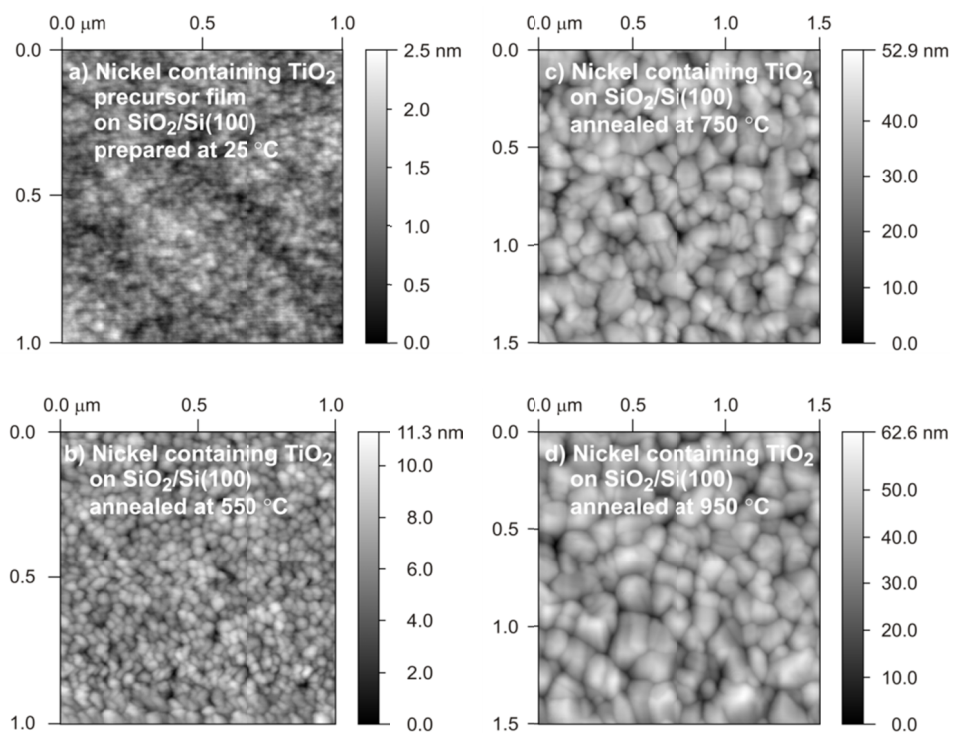 0.0 μm 0.5 1.0
0.0
0.5
1.0
a) Nickel containing TiO2
precursor film
on SiO2/Si(100)
prepared at 25 °C
2.5 nm
2.0
1.5
1.0
0.5
0.0
0.0 μm 0.5 1.0 1.5
0.0
0.5
1.0
1.5
c) Nickel containing TiO2
on SiO2/Si(100)
annealed at 750 °C
52.9 nm
40.0
30.0
20.0
10.0
0.0
0.0 μm 0.5 1.0
0.0
0.5
1.0
b) Nickel containing TiO2
on SiO2/Si(100)
annealed at 550 °C
11.3 nm
10.0
8.0
6.0
4.0
2.0
0.0
0.0 μm 0.5 1.0 1.5
0.0
0.5
1.0
1.5
d) Nickel containing TiO2
on SiO2/Si(100)
annealed at 950 °C
62.6 nm
50.0
40.0
30.0
20.0
10.0
0.0